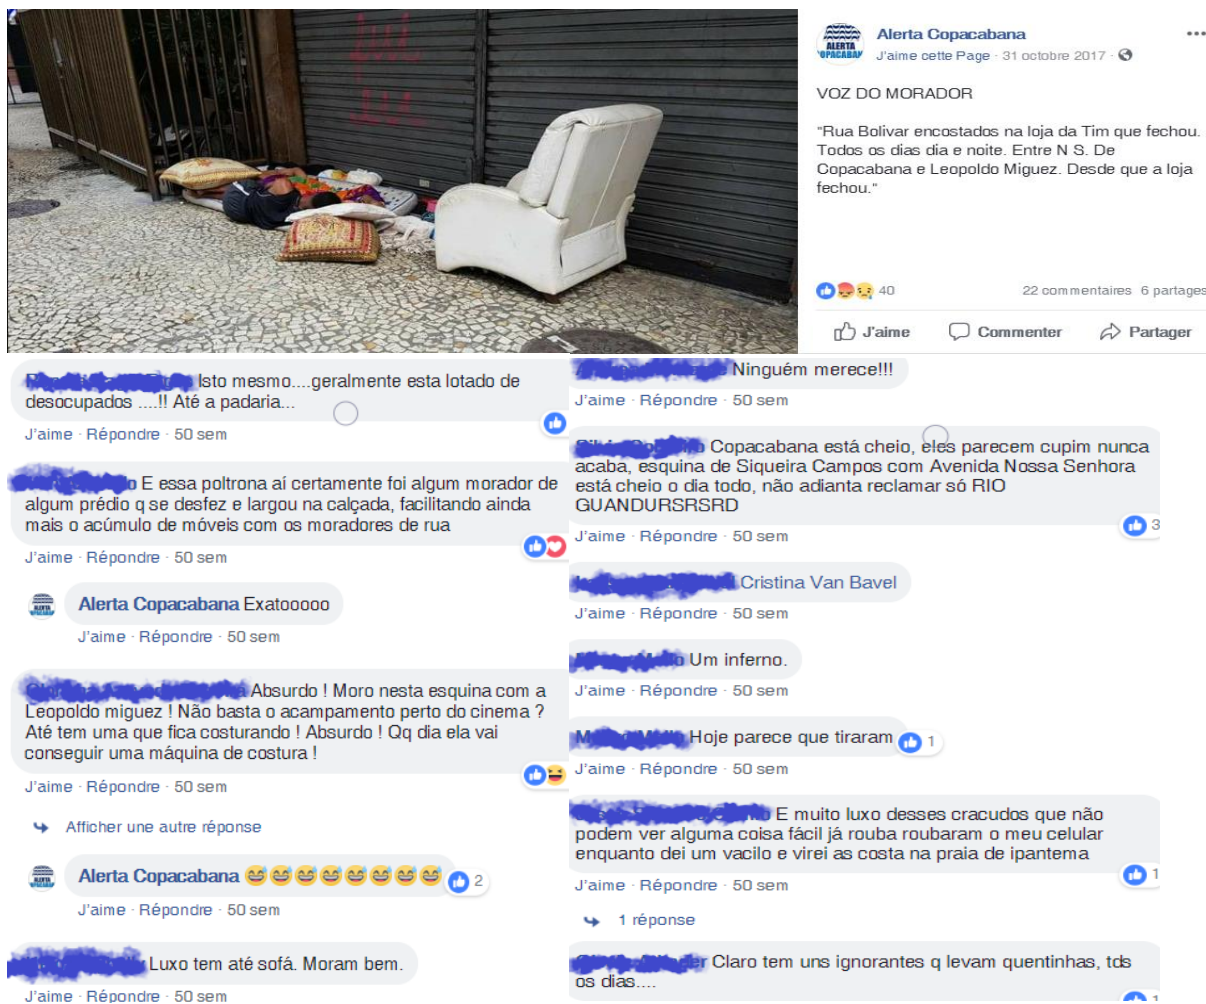 Alerta Copacabana
J'aime cette Page · 31 octobre 2017 ·
ALERTA
COPACABANA
VOZ DO MORADOR
"Rua Bolivar encostados na loja da Tim que fechou.
Todos os dias dia e noite. Entre N S. De
Copacabana e Leopoldo Miguez. Desde que a loja
fechou."
40
22 commentaires 6 partages
J'aime Commenter Partager
Isto mesmo....geralmente esta lotado de
desocupados ....!! Até a padaria...
J'aime · Répondre · 50 sem
E essa poltrona aí certamente foi algum morador de
algum prédio q se desfez e largou na calçada, facilitando ainda
mais o acúmulo de móveis com os moradores de rua
J'aime · Répondre · 50 sem
Alerta Copacabana Exatooooo
J'aime · Répondre · 50 sem
Absurdo ! Moro nesta esquina com a
Leopoldo miguez ! Não basta o acampamento perto do cinema ?
Até tem uma que fica costurando ! Absurdo ! Qq dia ela vai
conseguir uma máquina de costura !
J'aime · Répondre · 50 sem
Afficher une autre réponse
Alerta Copacabana 😅😅😅😅😅😅😅😅 2
J'aime · Répondre · 50 sem
Luxo tem até sofá. Moram bem.
J'aime · Répondre · 50 sem
Ninguém merece!!!
J'aime · Répondre · 50 sem
Copacabana está cheio, eles parecem cupim nunca
acaba, esquina de Siqueira Campos com Avenida Nossa Senhora
está cheio o dia todo, não adianta reclamar só RIO
GUANDURSRSRD
3
J'aime · Répondre · 50 sem
Cristina Van Bavel
J'aime · Répondre · 50 sem
Um inferno.
J'aime · Répondre · 50 sem
Hoje parece que tiraram 1
J'aime · Répondre · 50 sem
E muito luxo desses cracudos que não
podem ver alguma coisa fácil já rouba roubaram o meu celular
enquanto dei um vacilo e virei as costa na praia de ipantema
1
J'aime · Répondre · 50 sem
1 réponse
Claro tem uns ignorantes q levam quentinhas, tds
os dias....
1